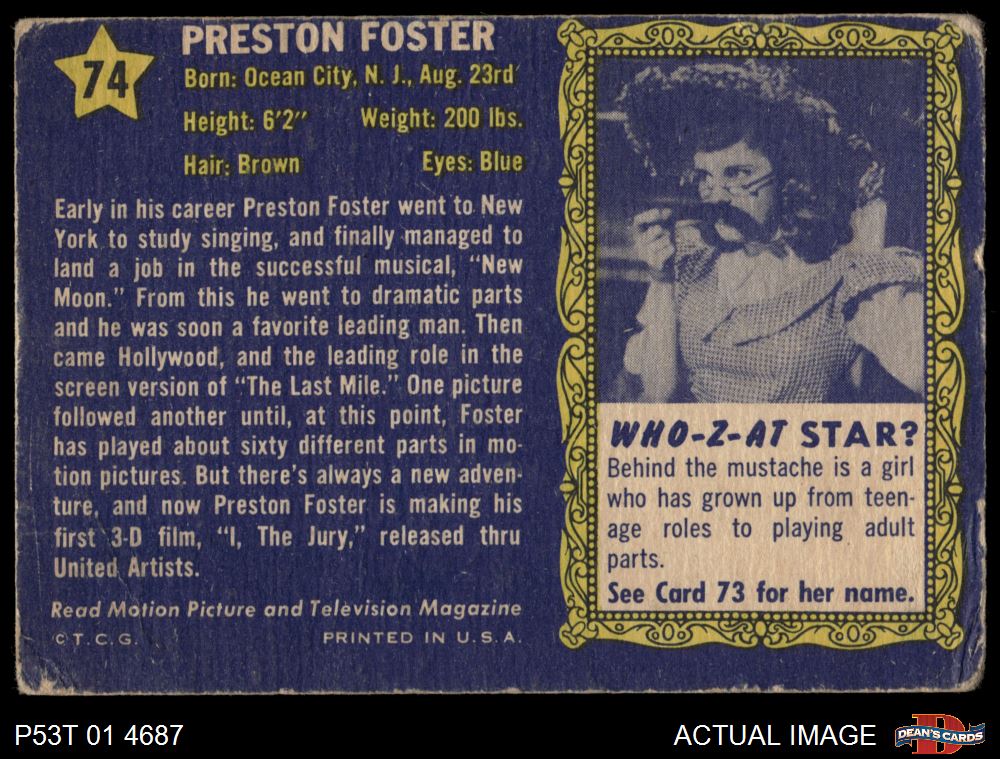 74
PRESTON FOSTER
Born: Ocean City, N. J., Aug. 23rd
Height: 6'2" Weight: 200 lbs.
Hair: Brown Eyes: Blue
Early in his career Preston Foster went to New
York to study singing, and finally managed to
land a job in the successful musical, "New
Moon." From this he went to dramatic parts
and he was soon a favorite leading man. Then
came Hollywood, and the leading role in the
screen version of "The Last Mile." One picture
followed another until, at this point, Foster
has played about sixty different parts in mo-
tion pictures. But there's always a new adven-
ture, and now Preston Foster is making his
first 3-D film, "I, The Jury," released thru
United Artists.
Read Motion Picture and Television Magazine
©T.C.G. PRINTED IN U.S.A.
WHO-Z-AT STAR?
Behind the mustache is a girl
who has grown up from teen-
age roles to playing adult
parts.
See Card 73 for her name.
P53T 01 4687
ACTUAL IMAGE
D
DEAN'S CARDS